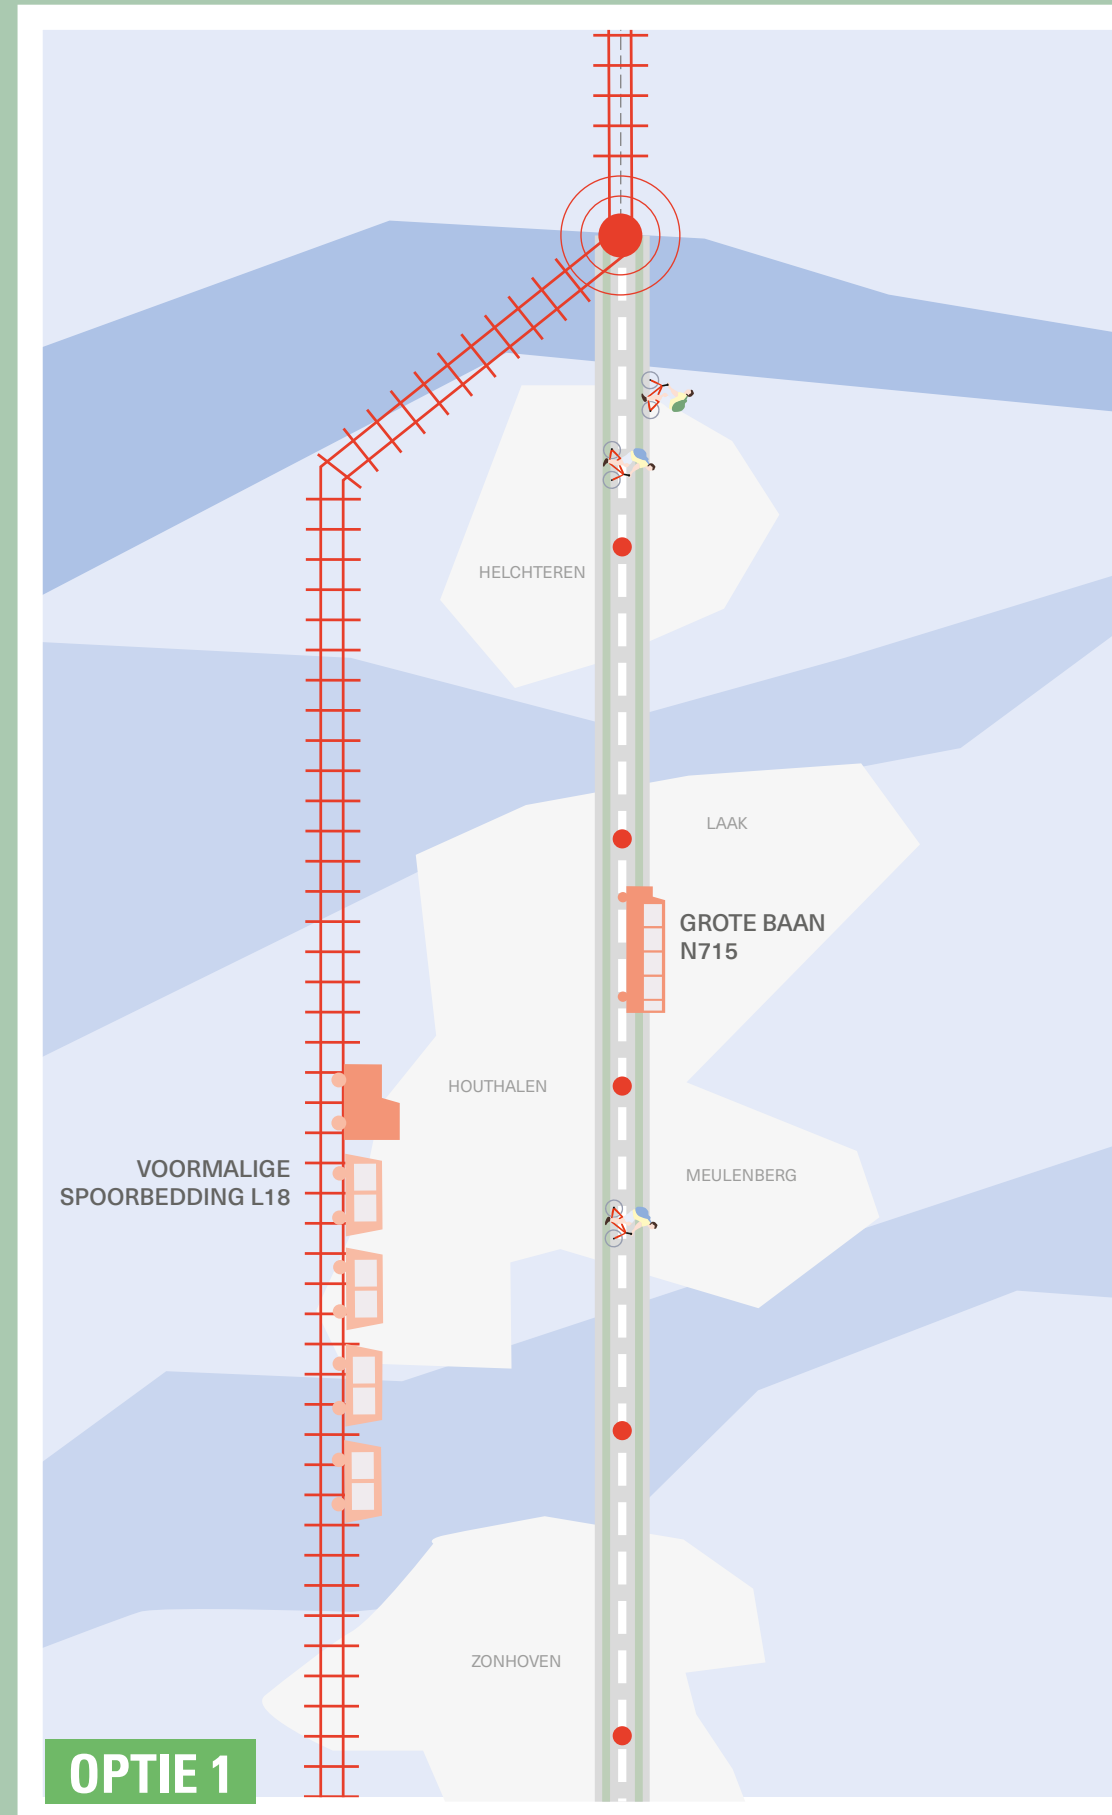 HELCHTEREN
LAAK
GROTE BAAN
N715
HOUTHALEN
VOORMALIGE
SPOORBEDDING L18
MEULENBERG
ZONHOVEN
OPTIE 1